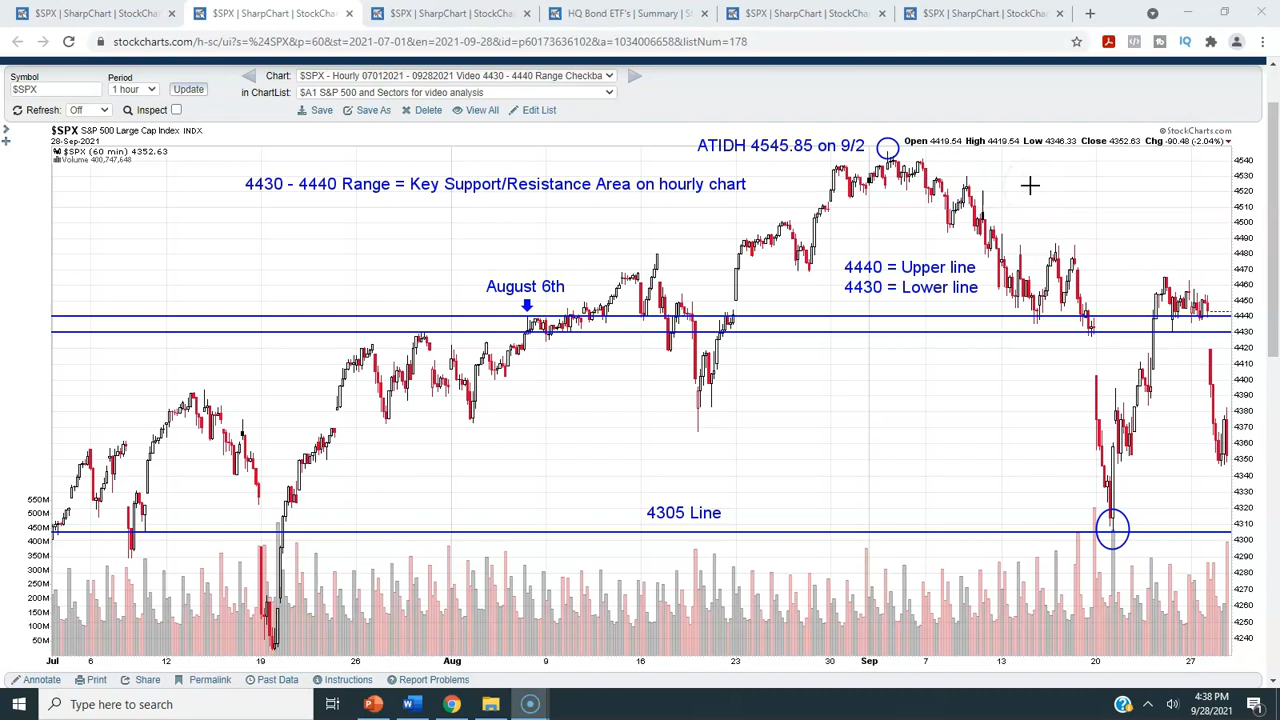 $SPX | SharpChart | StockCharts.c
$SPX | SharpChart | StockCharts.c
$SPX | SharpChart | StockCharts.c
HQ Bond ETF's | Summary | Stoc
$SPX | SharpChart | StockCharts.c
$SPX | SharpChart | StockCharts.c
stockcharts.com/h-sc/ui?s=%24SPX&p=60&st=2021-07-01&en=2021-09-28&id=p60173636102&a=1034006658&listNum=178
Symbol
$SPX
Period
1 hour
Update
Chart:
$SPX - Hourly 07012021 - 09282021 Video 4430 - 4440 Range Checkba
in ChartList:
$A1 S&P 500 and Sectors for video analysis
Refresh: Off
Inspect
Save
Save As
Delete
View All
Edit List
$SPX S&P 500 Large Cap Index INDX
© StockCharts.com
28-Sep-2021
Open 4419.54 High 4419.54 Low 4346.33 Close 4352.63 Chg -90.48 (-2.04%)
$SPX (60 min) 4352.63
Volume 400,747,648
ATIDH 4545.85 on 9/2
4430 - 4440 Range = Key Support/Resistance Area on hourly chart
August 6th
4440 = Upper line
4430 = Lower line
4305 Line
4540
4530
4520
4510
4500
4490
4480
4470
4460
4450
4440
4430
4420
4410
4400
4390
4380
4370
4360
4350
4340
4330
4320
4310
4300
4290
4280
4270
4260
4250
4240
550M
500M
450M
400M
350M
300M
250M
200M
150M
100M
50M
Jul 6 12 19 26 Aug 9 16 23 30 Sep 7 13 20 27
Annotate
Print
Share
Permalink
Past Data
Instructions
Report Problems
Type here to search
4:38 PM
9/28/2021